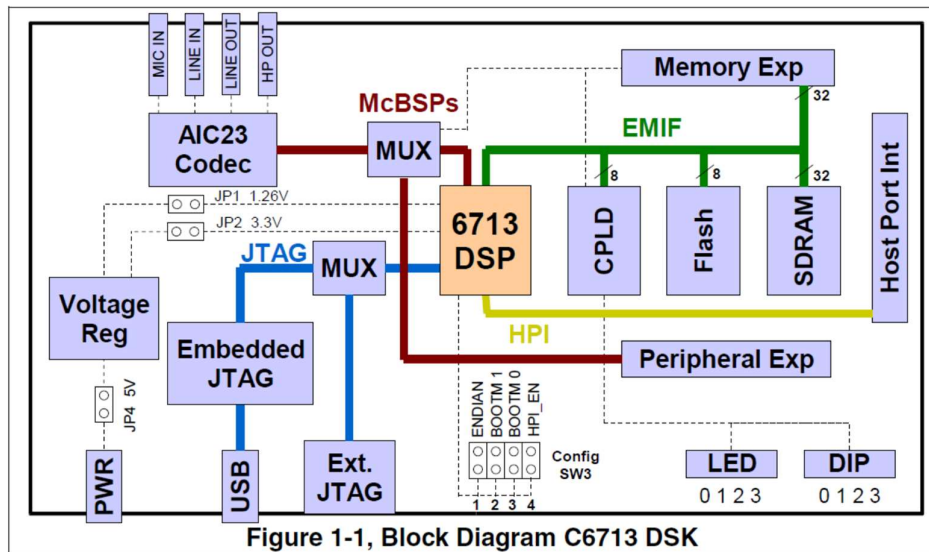 MIC IN
LINE IN
LINE OUT
HP OUT
AIC23
Codec
McBSPs
MUX
Memory Exp
32
EMIF
8
8
32
Host Port Int
JP1 1.26V
JP2 3.3V
6713
DSP
CPLD
Flash
SDRAM
JTAG
MUX
Voltage
Reg
HPI
Embedded
JTAG
Peripheral Exp
JP4 5V
ENDIAN
BOOTM 1
BOOTM 0
HPI_EN
Config
SW3
1 2 3 4
PWR
USB
Ext.
JTAG
LED
0 1 2 3
DIP
0 1 2 3
Figure 1-1, Block Diagram C6713 DSK